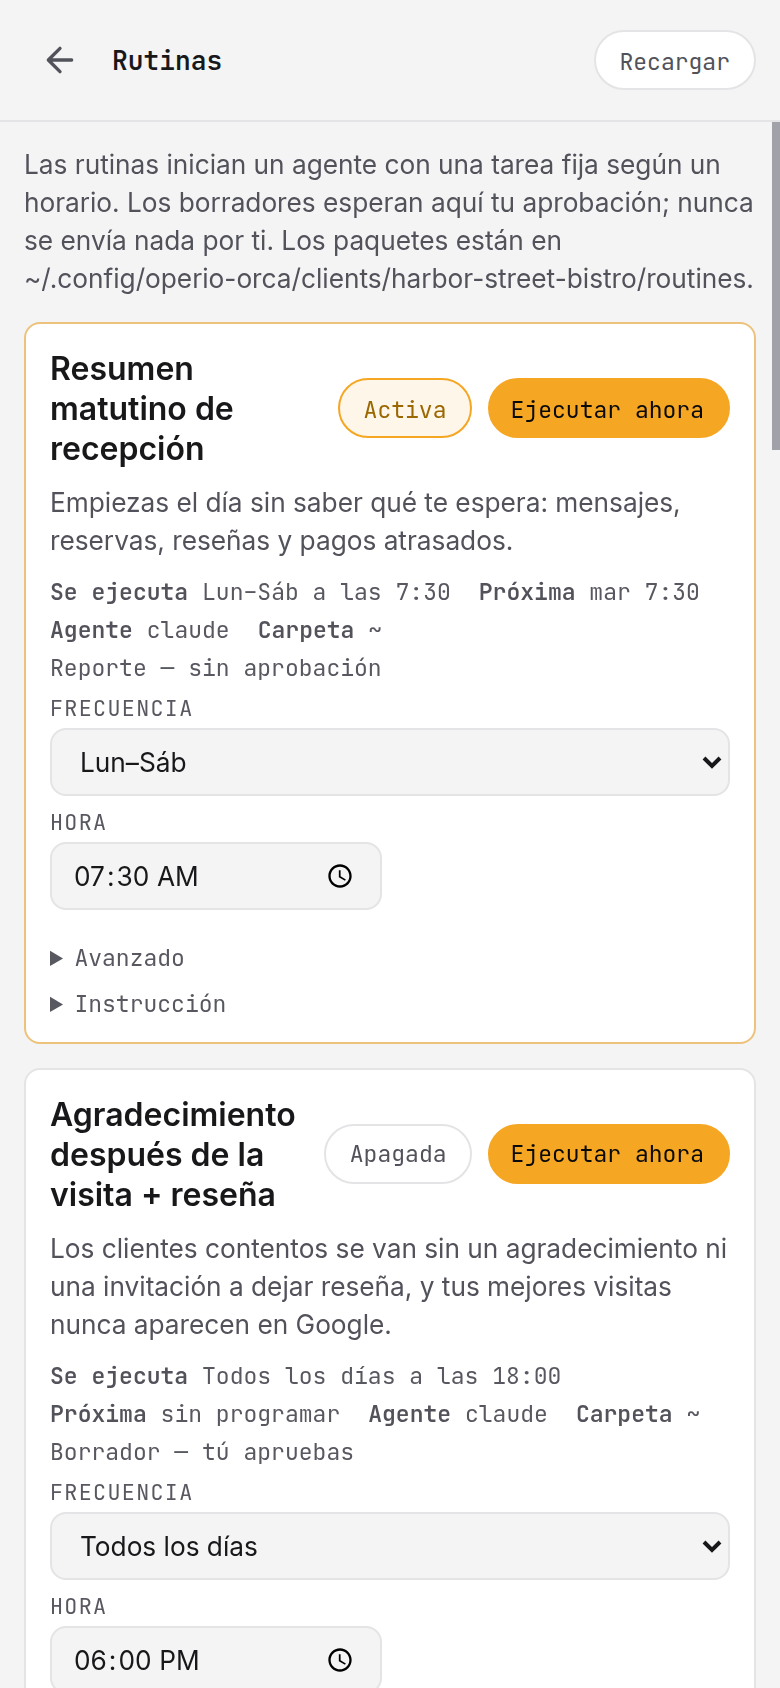 Rutinas
Recargar
Las rutinas inician un agente con una tarea fija según un
horario. Los borradores esperan aquí tu aprobación; nunca
se envía nada por ti. Los paquetes están en
~/.config/operio-orca/clients/harbor-street-bistro/routines.
Resumen
matutino de
recepción
Activa
Ejecutar ahora
Empiezas el día sin saber qué te espera: mensajes,
reservas, reseñas y pagos atrasados.
Se ejecuta Lun–Sáb a las 7:30 Próxima mar 7:30
Agente claude Carpeta ~
Reporte — sin aprobación
FRECUENCIA
Lun–Sáb
HORA
07:30 AM
Avanzado
Instrucción
Agradecimiento
después de la
visita + reseña
Apagada
Ejecutar ahora
Los clientes contentos se van sin un agradecimiento ni
una invitación a dejar reseña, y tus mejores visitas
nunca aparecen en Google.
Se ejecuta Todos los días a las 18:00
Próxima sin programar Agente claude Carpeta ~
Borrador — tú apruebas
FRECUENCIA
Todos los días
HORA
06:00 PM